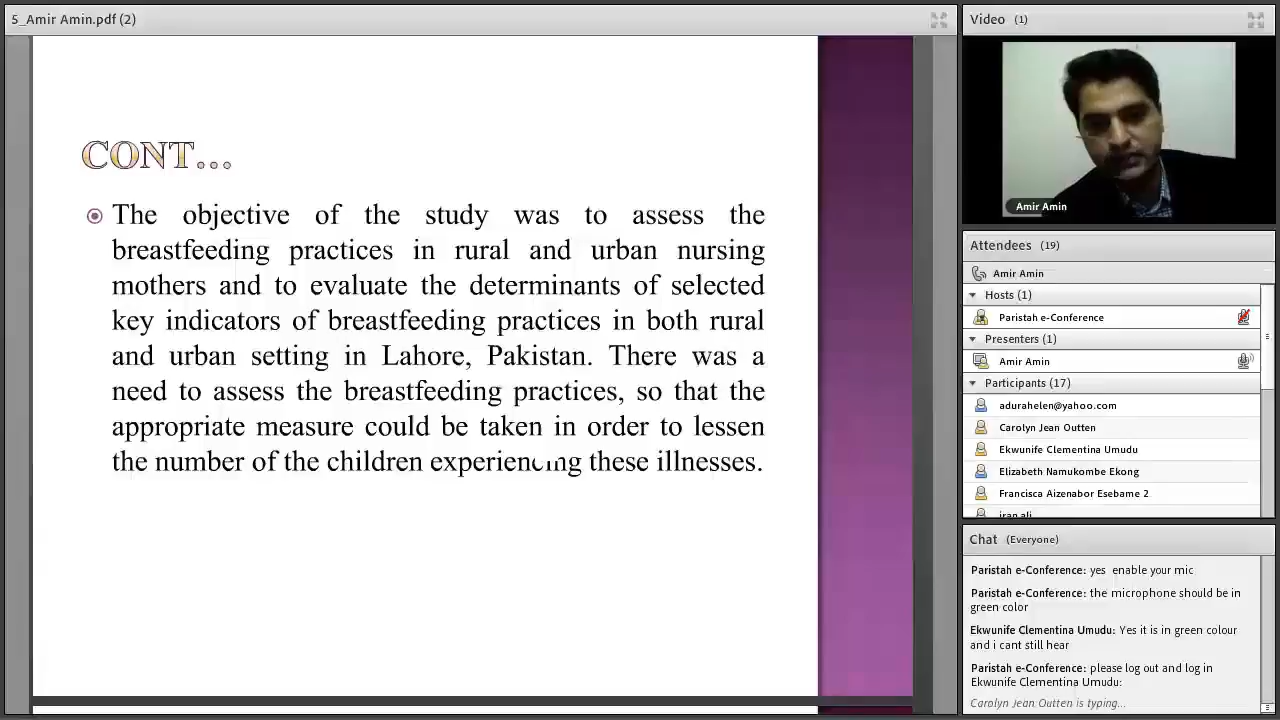 5_Amir Amin.pdf (2)
CONT...
The objective of the study was to assess the
breastfeeding practices in rural and urban nursing
mothers and to evaluate the determinants of selected
key indicators of breastfeeding practices in both rural
and urban setting in Lahore, Pakistan. There was a
need to assess the breastfeeding practices, so that the
appropriate measure could be taken in order to lessen
the number of the children experiencing these illnesses.
Video (1)
Amir Amin
Attendees (19)
Amir Amin
Hosts (1)
Paristah e-Conference
Presenters (1)
Amir Amin
Participants (17)
adurahelen@yahoo.com
Carolyn Jean Outten
Ekwunife Clementina Umudu
Elizabeth Namukombe Ekong
Francisca Aizenabor Esebame 2
Chat (Everyone)
Paristah e-Conference: yes enable your mic
Paristah e-Conference: the microphone should be in
green color
Ekwunife Clementina Umudu: Yes it is in green colour
and i cant still hear
Paristah e-Conference: please log out and log in
Ekwunife Clementina Umudu:
Carolyn Jean Outten is typing...